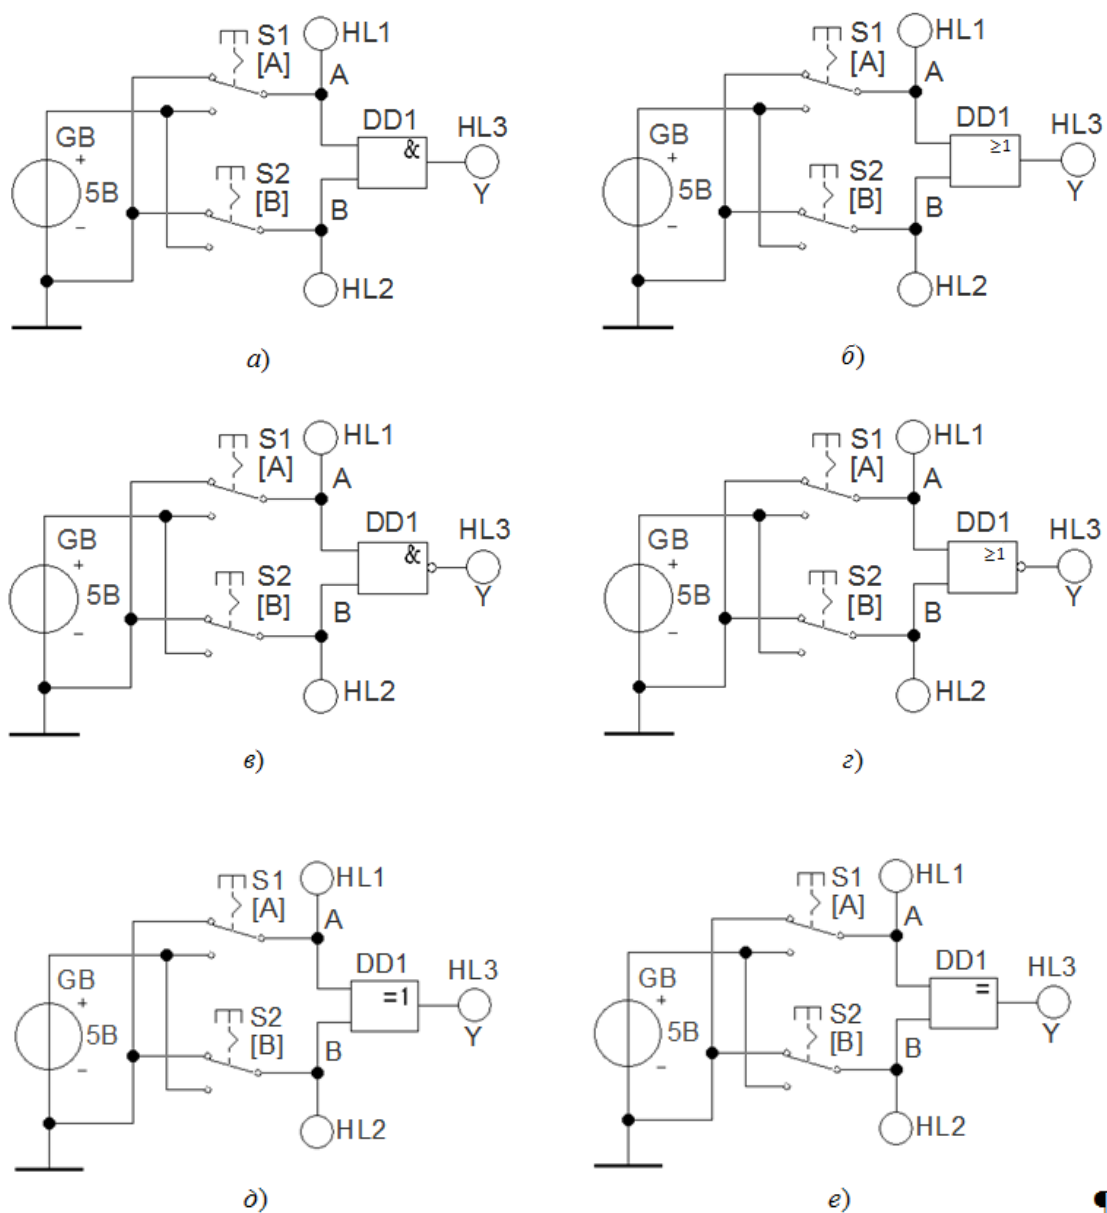 S1 HL1
[A] A
GB DD1 HL3
+ &
5В S2 Y
[B] B
−
HL2
а)
S1 HL1
[A] A
GB DD1 HL3
+ ≥1
5В S2 Y
[B] B
−
HL2
б)
S1 HL1
[A] A
GB DD1 HL3
+ &
5В S2 Y
[B] B
−
HL2
в)
S1 HL1
[A] A
GB DD1 HL3
+ ≥1
5В S2 Y
[B] B
−
HL2
г)
S1 HL1
[A] A
GB DD1 HL3
+ =1
5В S2 Y
[B] B
−
HL2
д)
S1 HL1
[A] A
GB DD1 HL3
+ =
5В S2 Y
[B] B
−
HL2
е)
¶